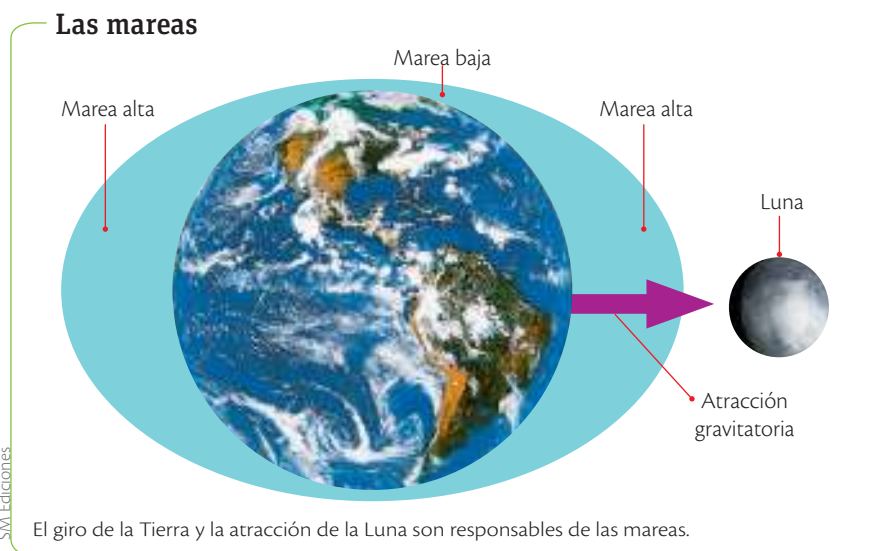 Las mareas
Marea baja
Marea alta
Marea alta
Luna
Atracción
gravitatoria
SM Ediciones
El giro de la Tierra y la atracción de la Luna son responsables de las mareas.